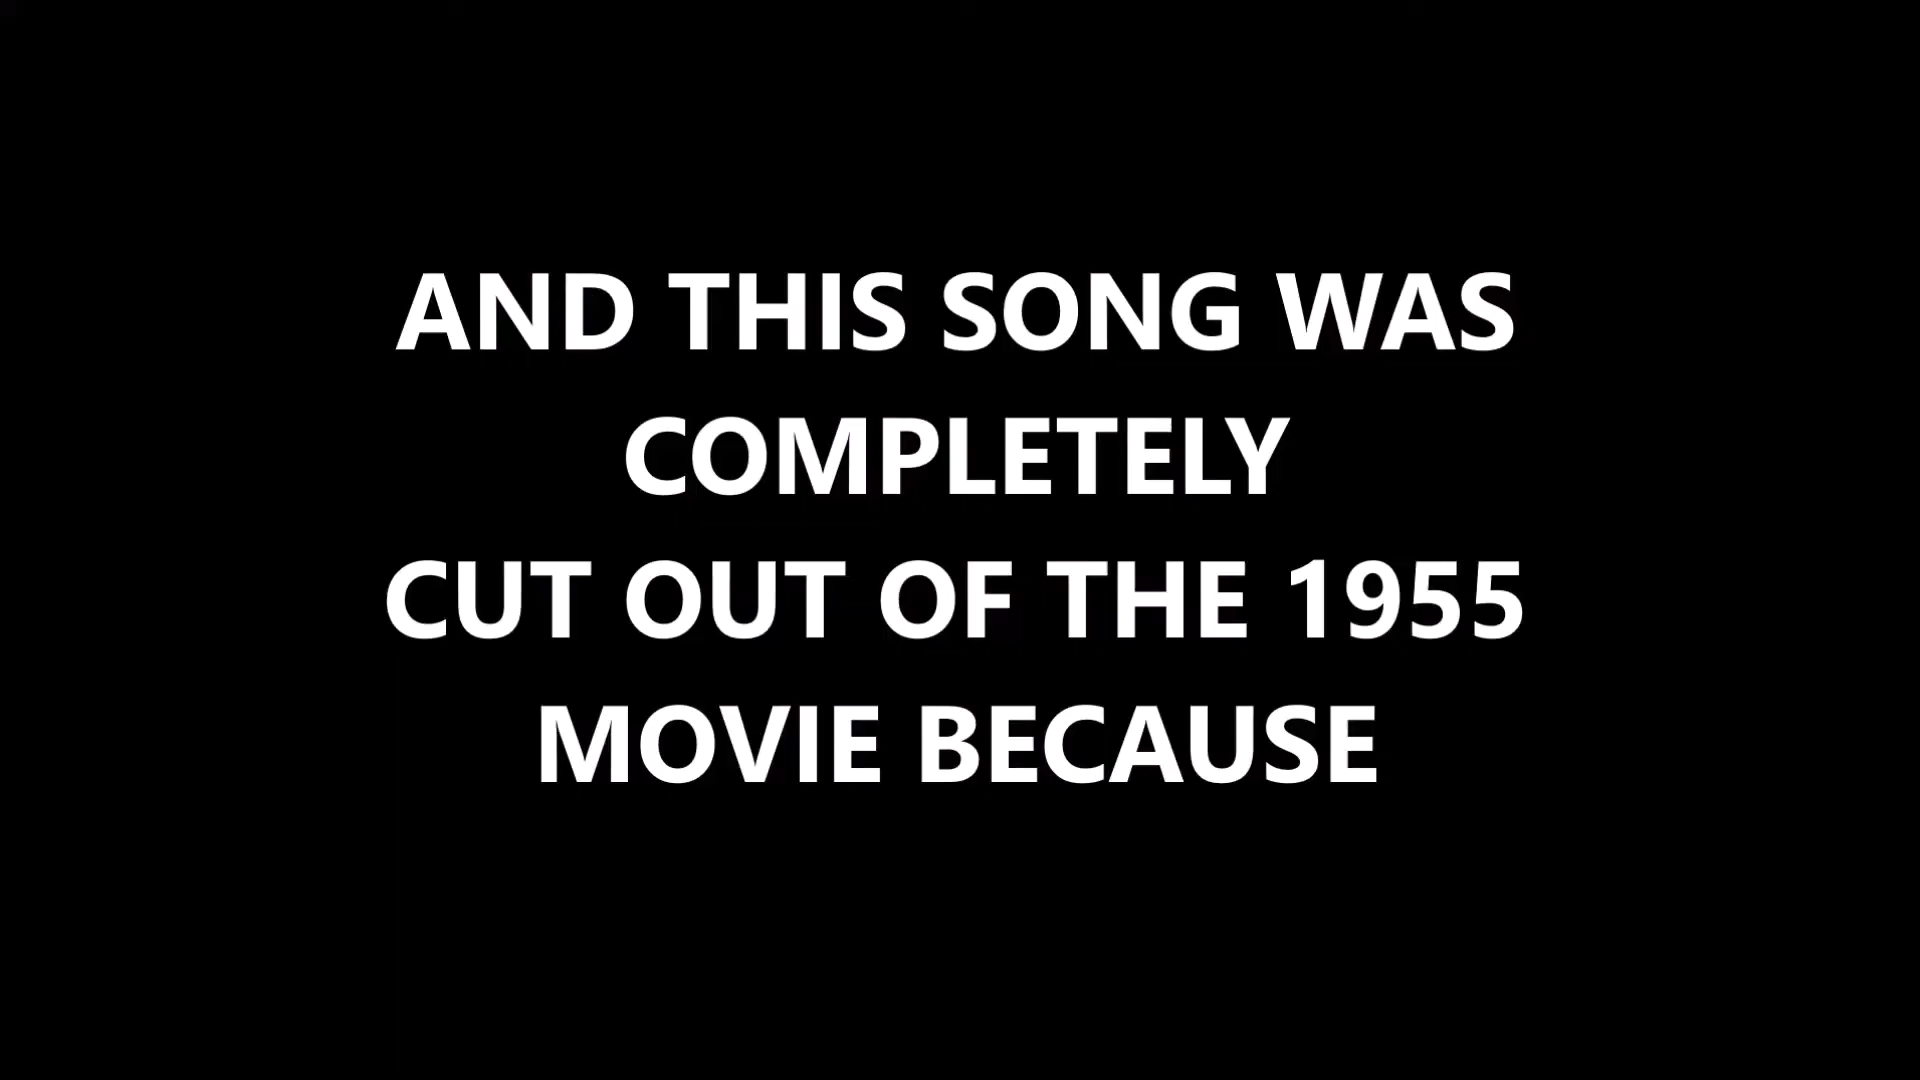 AND THIS SONG WAS
COMPLETELY
CUT OUT OF THE 1955
MOVIE BECAUSE